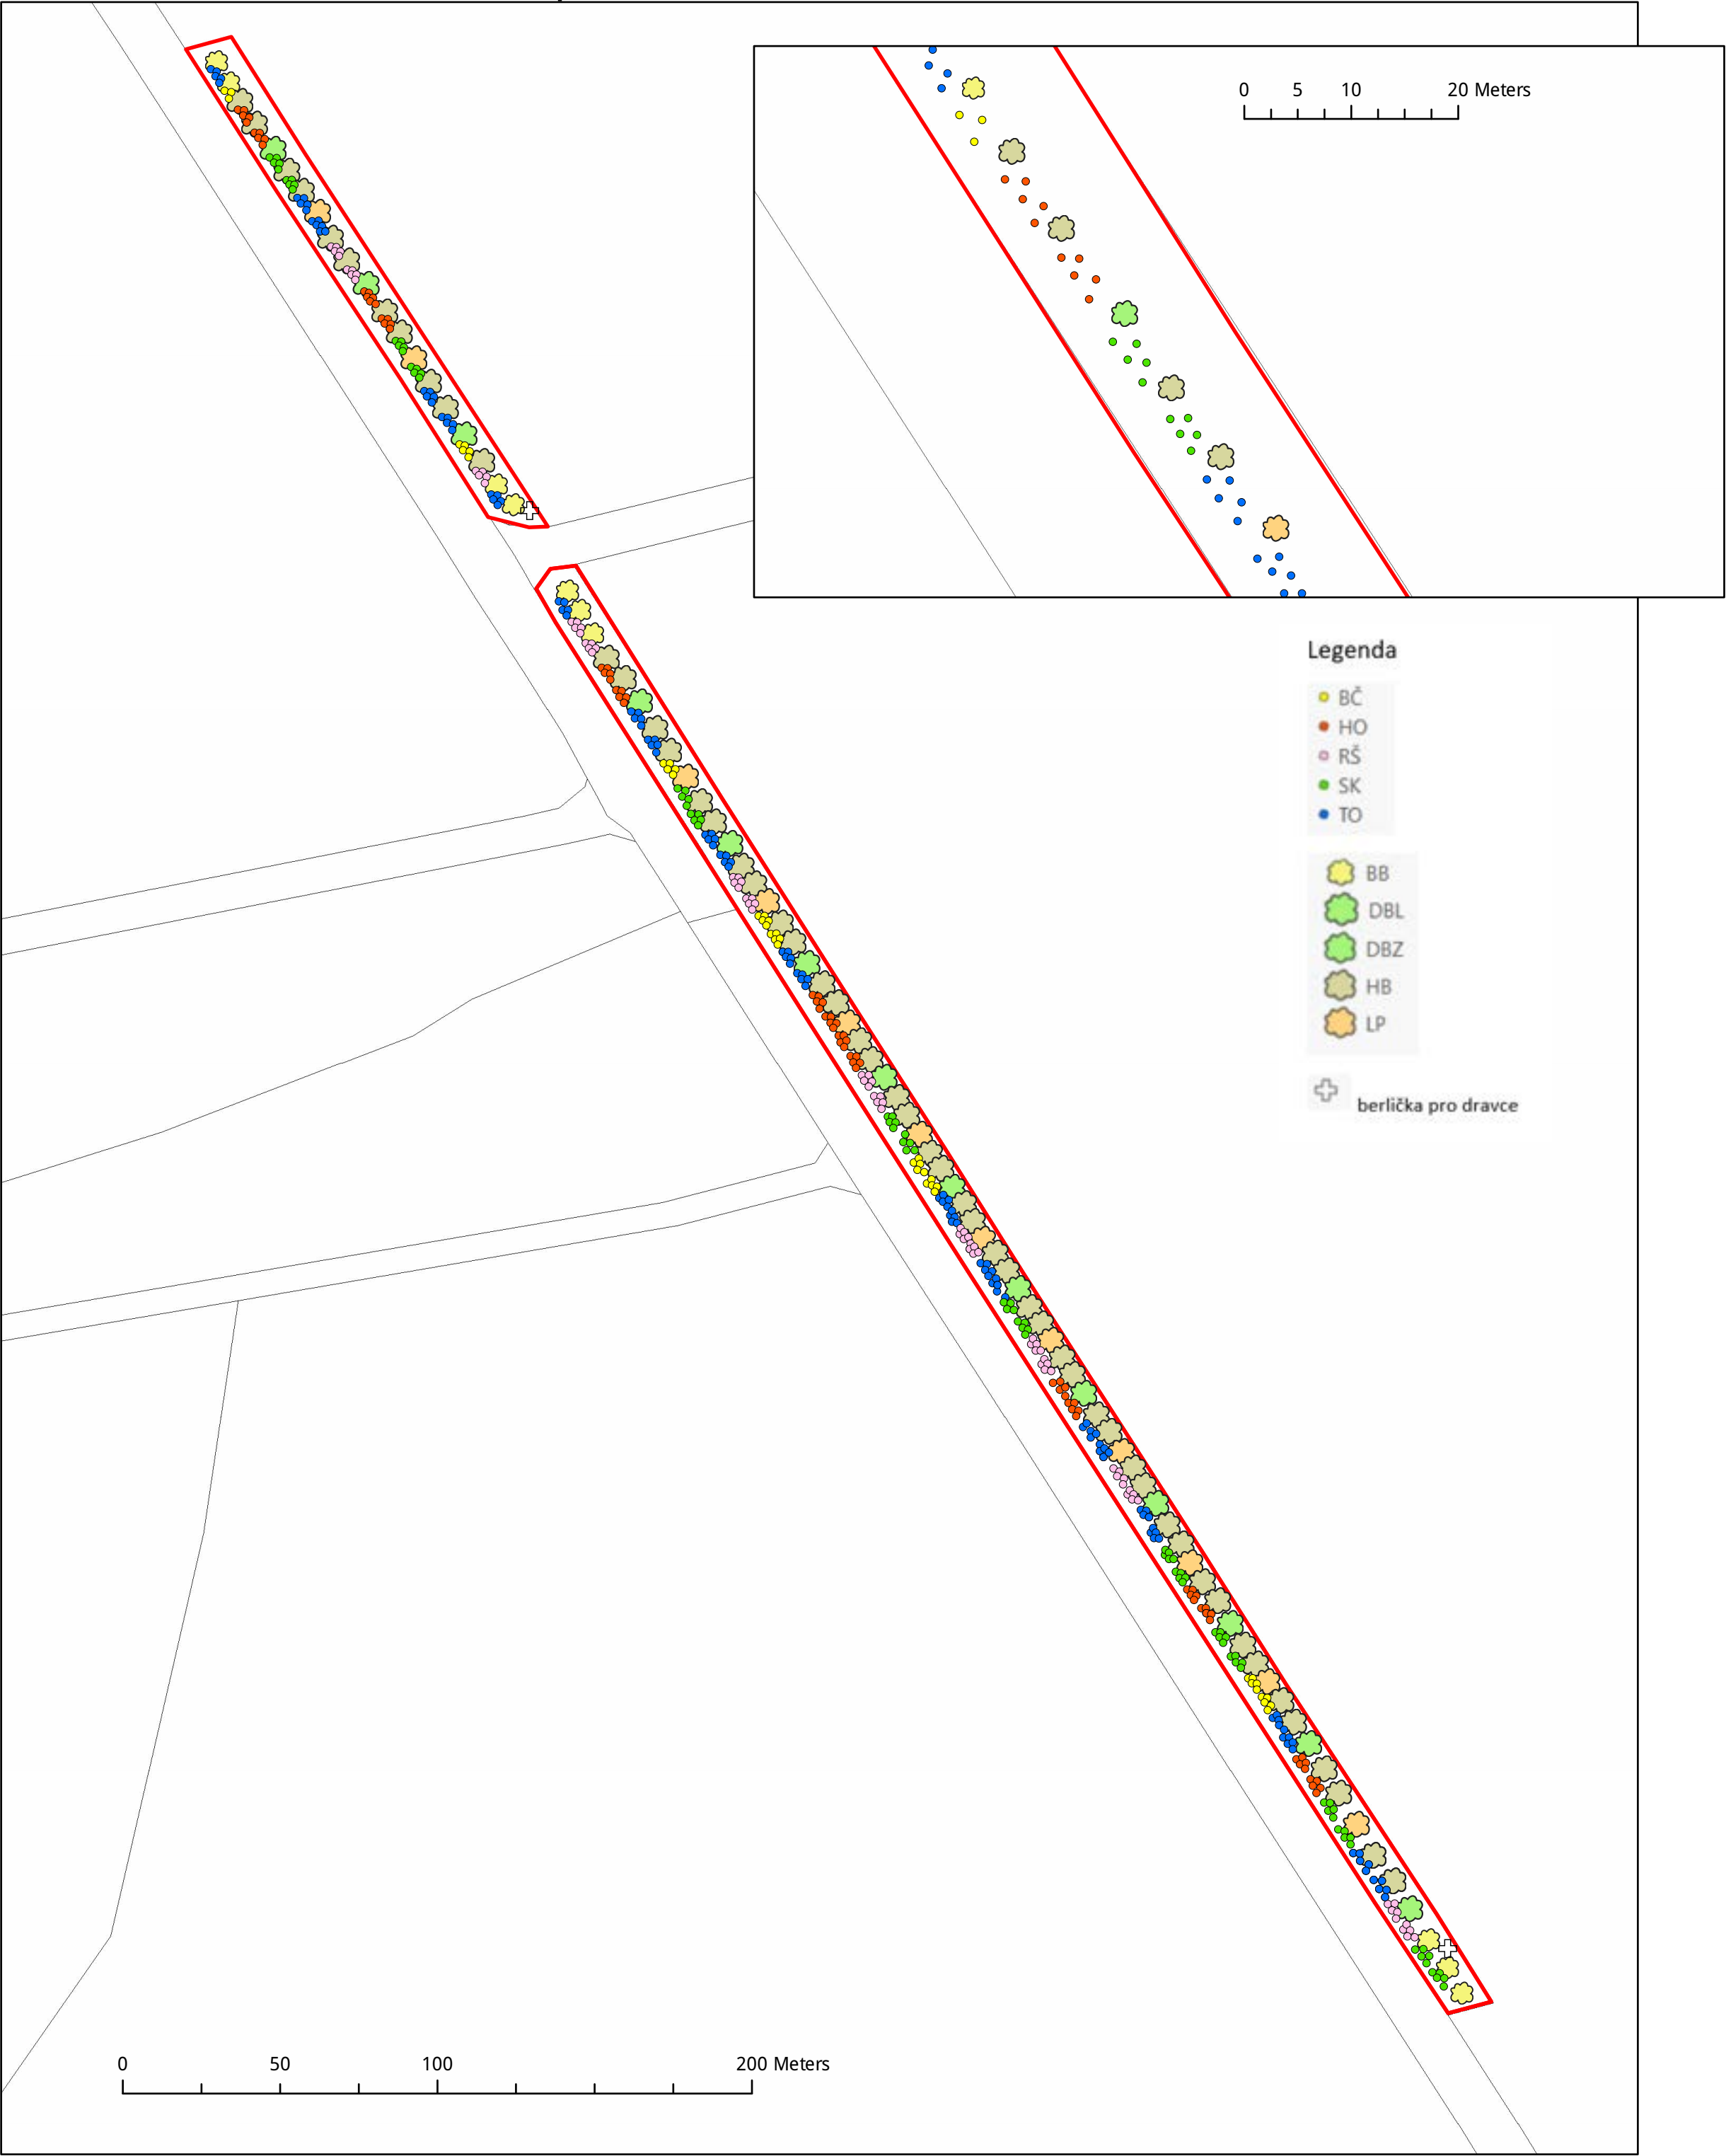 0 5 10 20 Meters
Legenda
BČ
HO
RŠ
SK
TO
BB
DBL
DBZ
HB
LP
berlička pro dravce
0 50 100 200 Meters